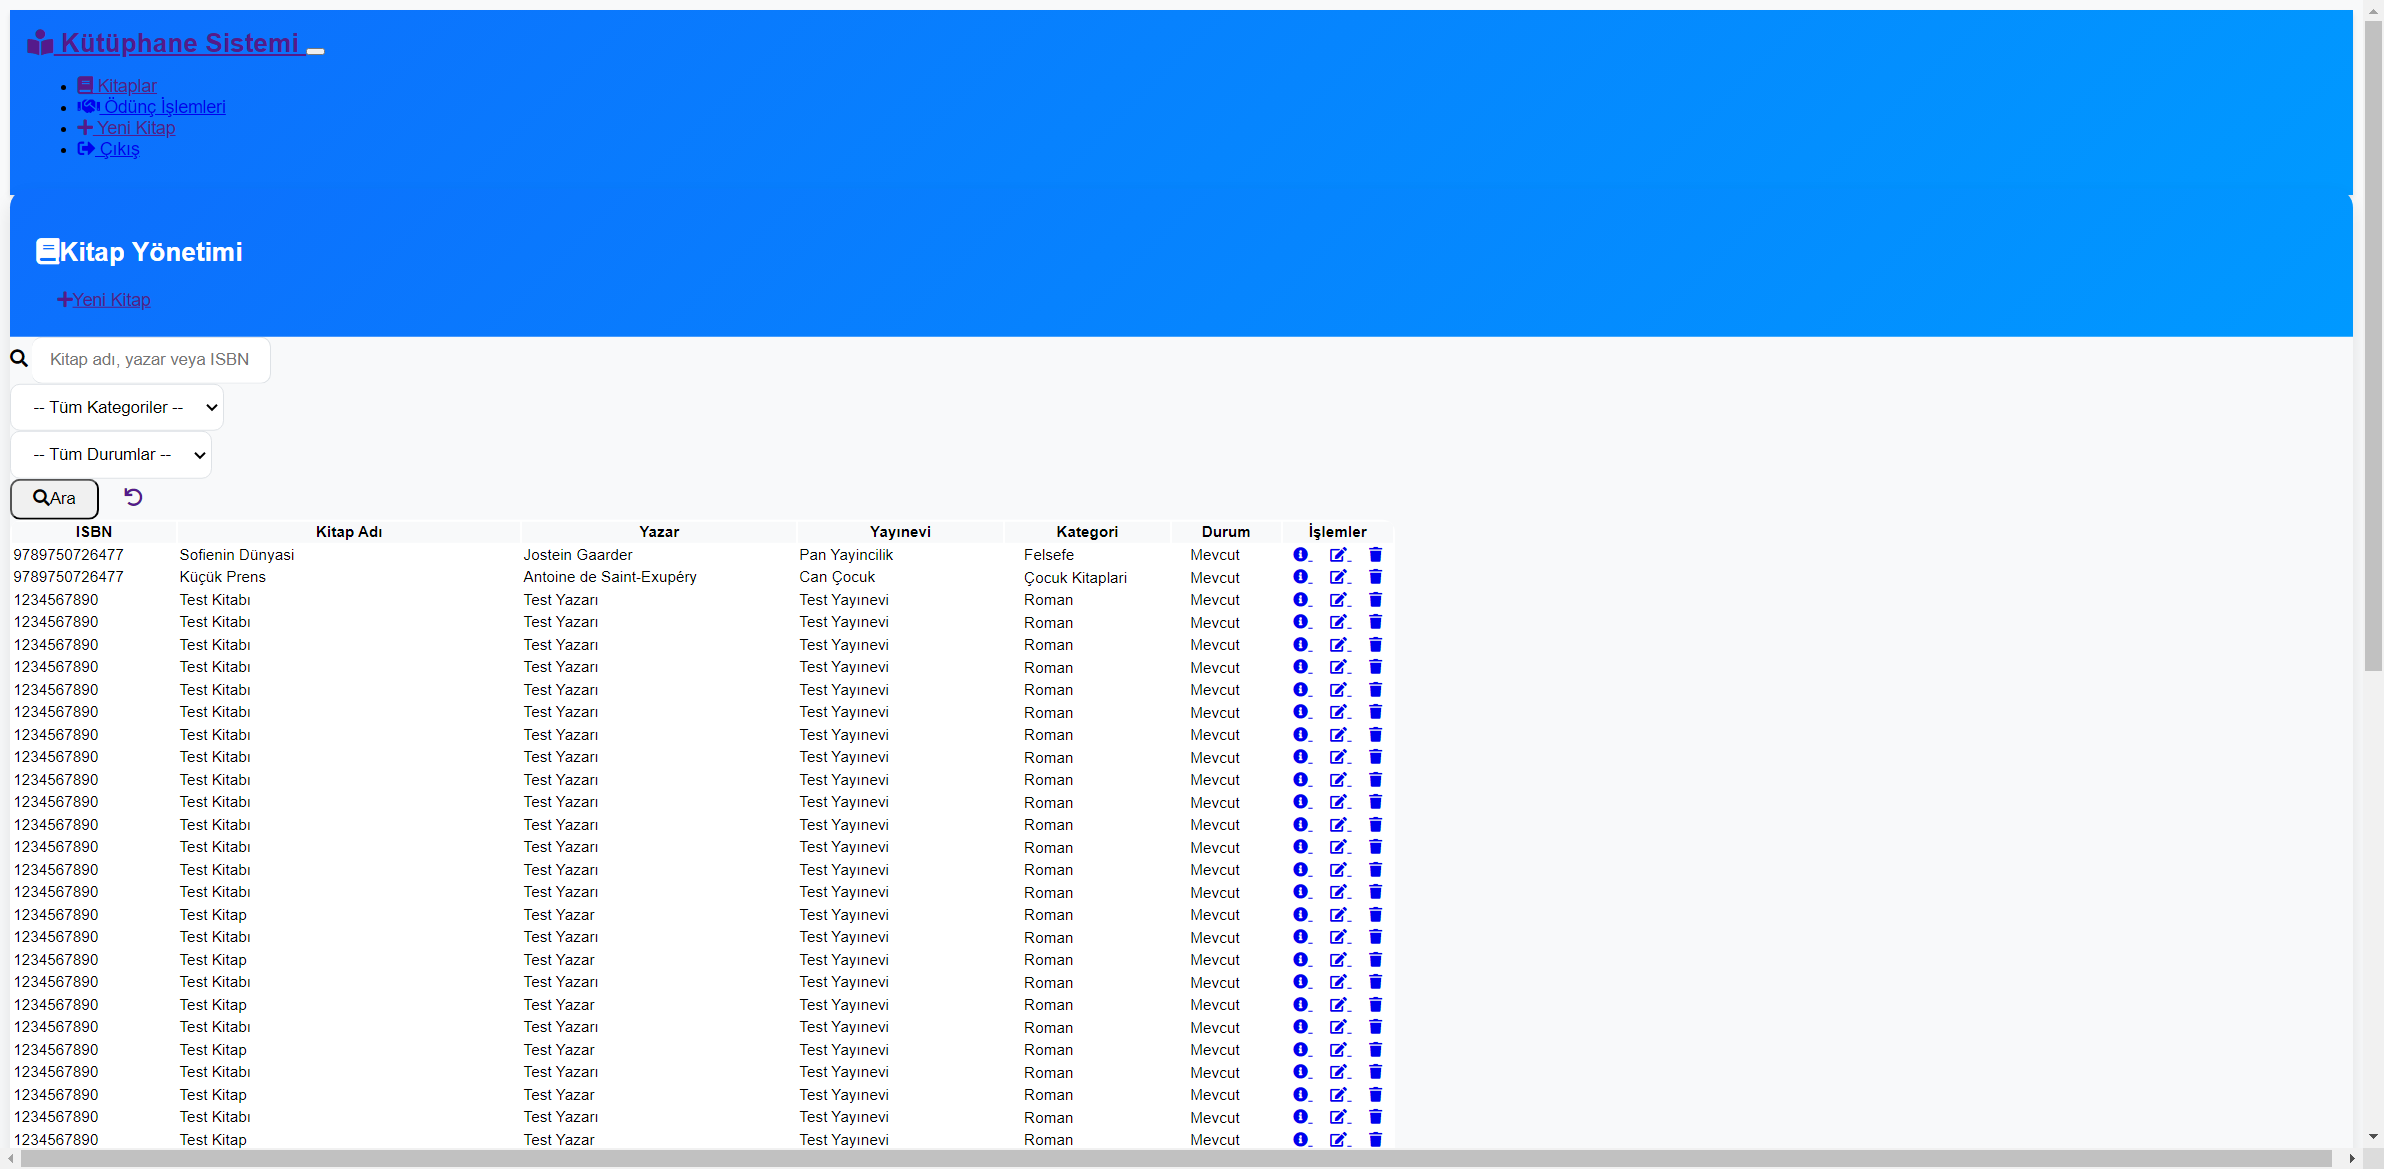 Kütüphane Sistemi
Kitaplar
Ödünç İşlemleri
Yeni Kitap
Çıkış
Kitap Yönetimi
Yeni Kitap
Kitap adı, yazar veya ISBN
-- Tüm Kategoriler --
-- Tüm Durumlar --
Ara
ISBN Kitap Adı Yazar Yayınevi Kategori Durum İşlemler
9789750726477 Sofienin Dünyasi Jostein Gaarder Pan Yayincilik Felsefe Mevcut
9789750726477 Küçük Prens Antoine de Saint-Exupéry Can Çocuk Çocuk Kitaplari Mevcut
1234567890 Test Kitabı Test Yazarı Test Yayınevi Roman Mevcut
1234567890 Test Kitabı Test Yazarı Test Yayınevi Roman Mevcut
1234567890 Test Kitabı Test Yazarı Test Yayınevi Roman Mevcut
1234567890 Test Kitabı Test Yazarı Test Yayınevi Roman Mevcut
1234567890 Test Kitabı Test Yazarı Test Yayınevi Roman Mevcut
1234567890 Test Kitabı Test Yazarı Test Yayınevi Roman Mevcut
1234567890 Test Kitabı Test Yazarı Test Yayınevi Roman Mevcut
1234567890 Test Kitabı Test Yazarı Test Yayınevi Roman Mevcut
1234567890 Test Kitabı Test Yazarı Test Yayınevi Roman Mevcut
1234567890 Test Kitabı Test Yazarı Test Yayınevi Roman Mevcut
1234567890 Test Kitabı Test Yazarı Test Yayınevi Roman Mevcut
1234567890 Test Kitabı Test Yazarı Test Yayınevi Roman Mevcut
1234567890 Test Kitabı Test Yazarı Test Yayınevi Roman Mevcut
1234567890 Test Kitabı Test Yazarı Test Yayınevi Roman Mevcut
1234567890 Test Kitap Test Yazar Test Yayınevi Roman Mevcut
1234567890 Test Kitabı Test Yazarı Test Yayınevi Roman Mevcut
1234567890 Test Kitap Test Yazar Test Yayınevi Roman Mevcut
1234567890 Test Kitabı Test Yazarı Test Yayınevi Roman Mevcut
1234567890 Test Kitap Test Yazar Test Yayınevi Roman Mevcut
1234567890 Test Kitabı Test Yazarı Test Yayınevi Roman Mevcut
1234567890 Test Kitap Test Yazar Test Yayınevi Roman Mevcut
1234567890 Test Kitabı Test Yazarı Test Yayınevi Roman Mevcut
1234567890 Test Kitap Test Yazar Test Yayınevi Roman Mevcut
1234567890 Test Kitabı Test Yazarı Test Yayınevi Roman Mevcut
1234567890 Test Kitap Test Yazar Test Yayınevi Roman Mevcut